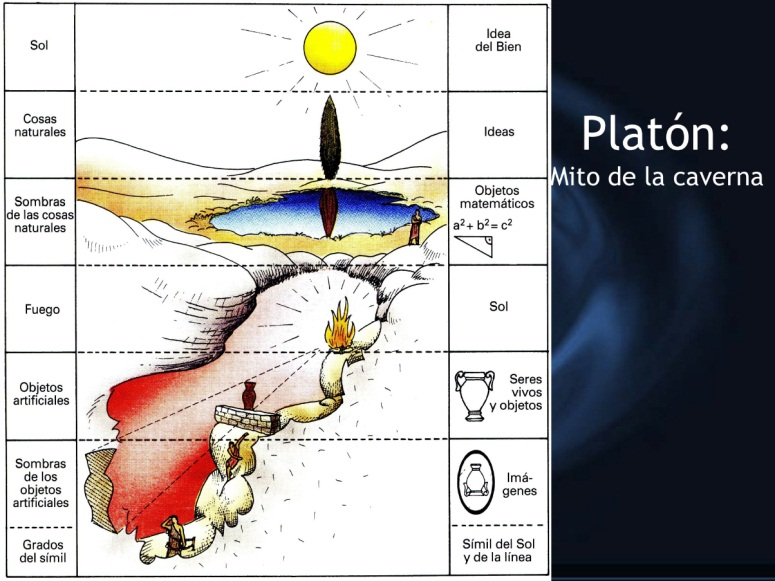 Sol
Cosas
naturales
Sombras
de las cosas
naturales
Fuego
Objetos
artificiales
Sombras
de los
objetos
artificiales
Grados
del símil
Idea
del Bien
Ideas
Objetos
matemáticos
a² + b² = c²
Sol
Seres
vivos
y objetos
Imá-
genes
Símil del Sol
y de la línea
Platón:
Mito de la caverna